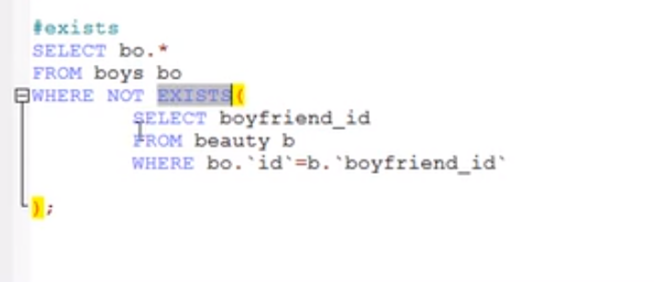 #exists
SELECT bo.*
FROM boys bo
WHERE NOT EXISTS(
SELECT boyfriend_id
FROM beauty b
WHERE bo.`id`=b.`boyfriend_id`
);